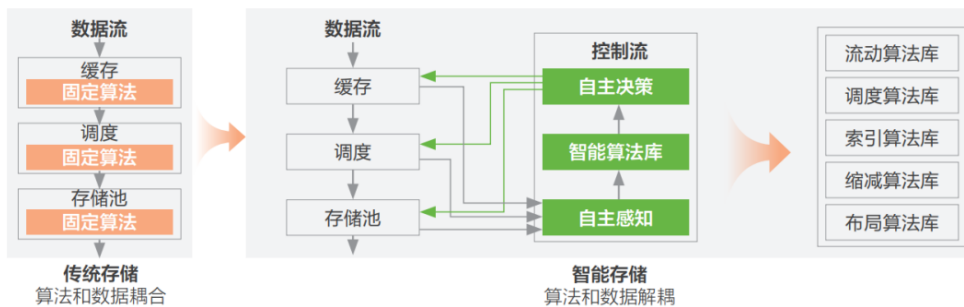 数据流
缓存
固定算法
调度
固定算法
存储池
固定算法
传统存储
算法和数据耦合
数据流
缓存
调度
存储池
控制流
自主决策
智能算法库
自主感知
智能存储
算法和数据解耦
流动算法库
调度算法库
索引算法库
缩减算法库
布局算法库